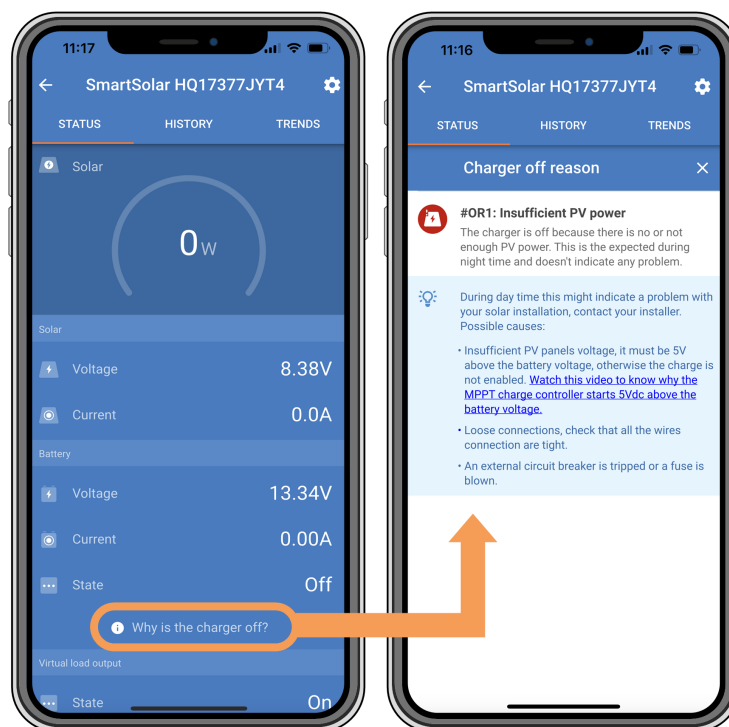 11:17
SmartSolar HQ17377JYT4
STATUS HISTORY TRENDS
Solar
0W
Solar
Voltage 8.38V
Current 0.0A
Battery
Voltage 13.34V
Current 0.00A
State Off
Why is the charger off?
Virtual load output
State On
11:16
SmartSolar HQ17377JYT4
STATUS HISTORY TRENDS
Charger off reason
#OR1: Insufficient PV power
The charger is off because there is no or not
enough PV power. This is the expected during
night time and doesn't indicate any problem.
During day time this might indicate a problem with
your solar installation, contact your installer.
Possible causes:
• Insufficient PV panels voltage, it must be 5V
above the battery voltage, otherwise the charge is
not enabled. Watch this video to know why the
MPPT charge controller starts 5Vdc above the
battery voltage.
• Loose connections, check that all the wires
connection are tight.
• An external circuit breaker is tripped or a fuse is
blown.